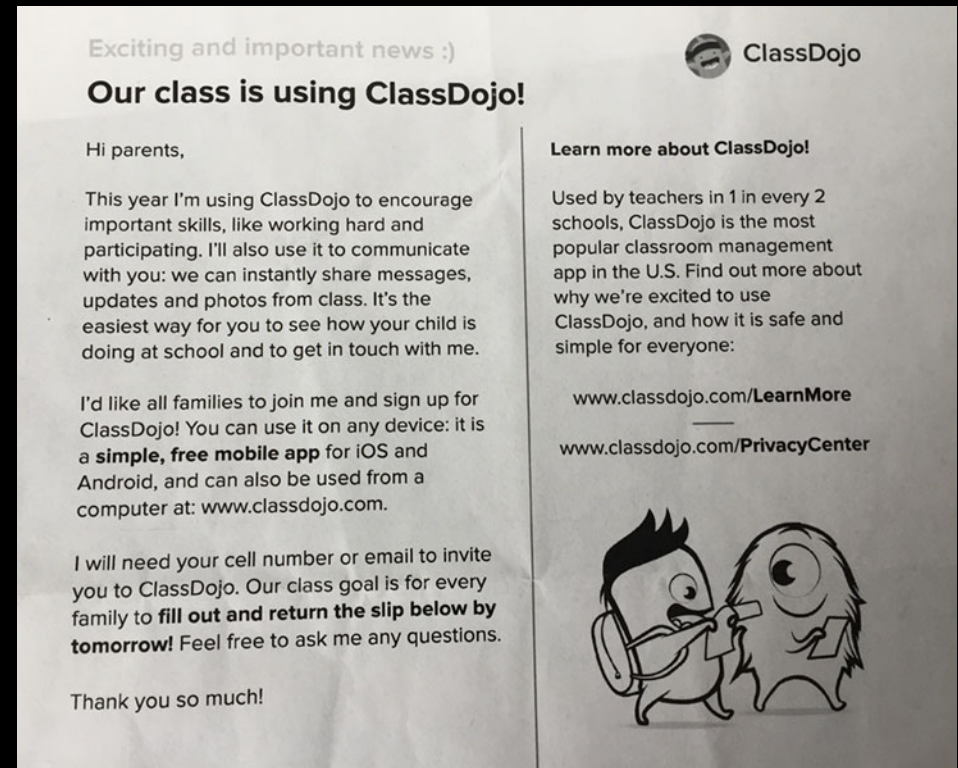 Exciting and important news :)
Our class is using ClassDojo!
Hi parents,
This year I'm using ClassDojo to encourage
important skills, like working hard and
participating. I'll also use it to communicate
with you: we can instantly share messages,
updates and photos from class. It's the
easiest way for you to see how your child is
doing at school and to get in touch with me.
I'd like all families to join me and sign up for
ClassDojo! You can use it on any device: it is
a simple, free mobile app for iOS and
Android, and can also be used from a
computer at: www.classdojo.com.
I will need your cell number or email to invite
you to ClassDojo. Our class goal is for every
family to fill out and return the slip below by
tomorrow! Feel free to ask me any questions.
Thank you so much!
ClassDojo
Learn more about ClassDojo!
Used by teachers in 1 in every 2
schools, ClassDojo is the most
popular classroom management
app in the U.S. Find out more about
why we're excited to use
ClassDojo, and how it is safe and
simple for everyone:
www.classdojo.com/LearnMore
www.classdojo.com/PrivacyCenter